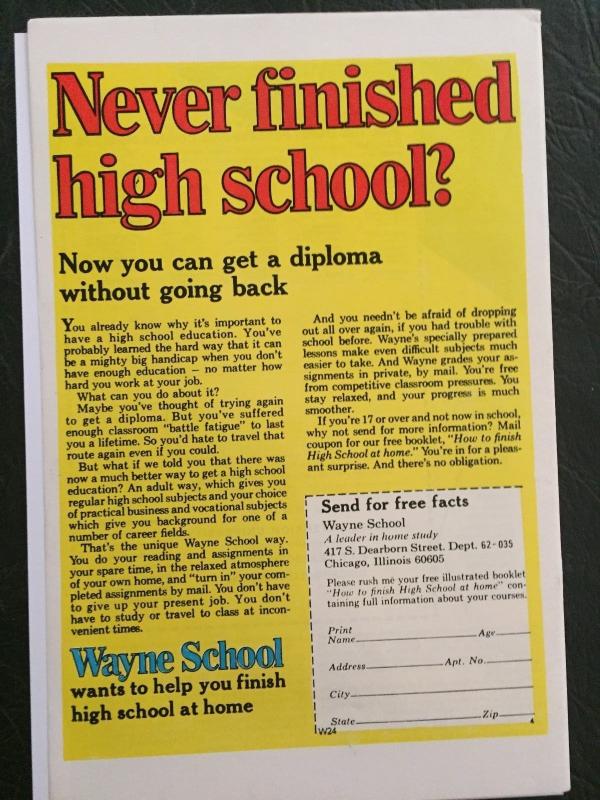 Never finished
high school?
Now you can get a diploma
without going back
You already know why it's important to
have a high school education. You've
probably learned the hard way that it can
be a mighty big handicap when you don't
have enough education – no matter how
hard you work at your job.
What can you do about it?
Maybe you've thought of trying again
to get a diploma. But you've suffered
enough classroom "battle fatigue" to last
you a lifetime. So you'd hate to travel that
route again even if you could.
But what if we told you that there was
now a much better way to get a high school
education? An adult way, which gives you
regular high school subjects and your choice
of practical business and vocational subjects
which give you background for one of a
number of career fields.
That's the unique Wayne School way.
You do your reading and assignments in
your spare time, in the relaxed atmosphere
of your own home, and "turn in" your com-
pleted assignments by mail. You don't have
to give up your present job. You don't
have to study or travel to class at incon-
venient times.
Wayne School
wants to help you finish
high school at home
And you needn't be afraid of dropping
out all over again, if you had trouble with
school before. Wayne's specially prepared
lessons make even difficult subjects much
easier to take. And Wayne grades your as-
signments in private, by mail. You're free
from competitive classroom pressures. You
stay relaxed, and your progress is much
smoother.
If you're 17 or over and not now in school,
why not send for more information? Mail
coupon for our free booklet, "How to finish
High School at home." You're in for a pleas-
ant surprise. And there's no obligation.
Send for free facts
Wayne School
A leader in home study
417 S. Dearborn Street. Dept. 62-035
Chicago, Illinois 60605
Please rush me your free illustrated booklet
"How to finish High School at home" con-
taining full information about your courses.
Print
Name Age
Address Apt. No.
City
State Zip
W24